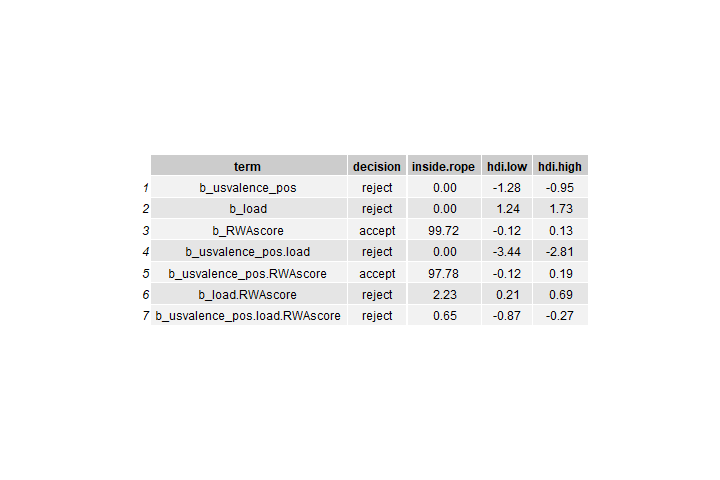 term decision inside.rope hdi.low hdi.high
1 b_usvalence_pos reject 0.00 -1.28 -0.95
2 b_load reject 0.00 1.24 1.73
3 b_RWAscore accept 99.72 -0.12 0.13
4 b_usvalence_pos.load reject 0.00 -3.44 -2.81
5 b_usvalence_pos.RWAscore accept 97.78 -0.12 0.19
6 b_load.RWAscore reject 2.23 0.21 0.69
7 b_usvalence_pos.load.RWAscore reject 0.65 -0.87 -0.27